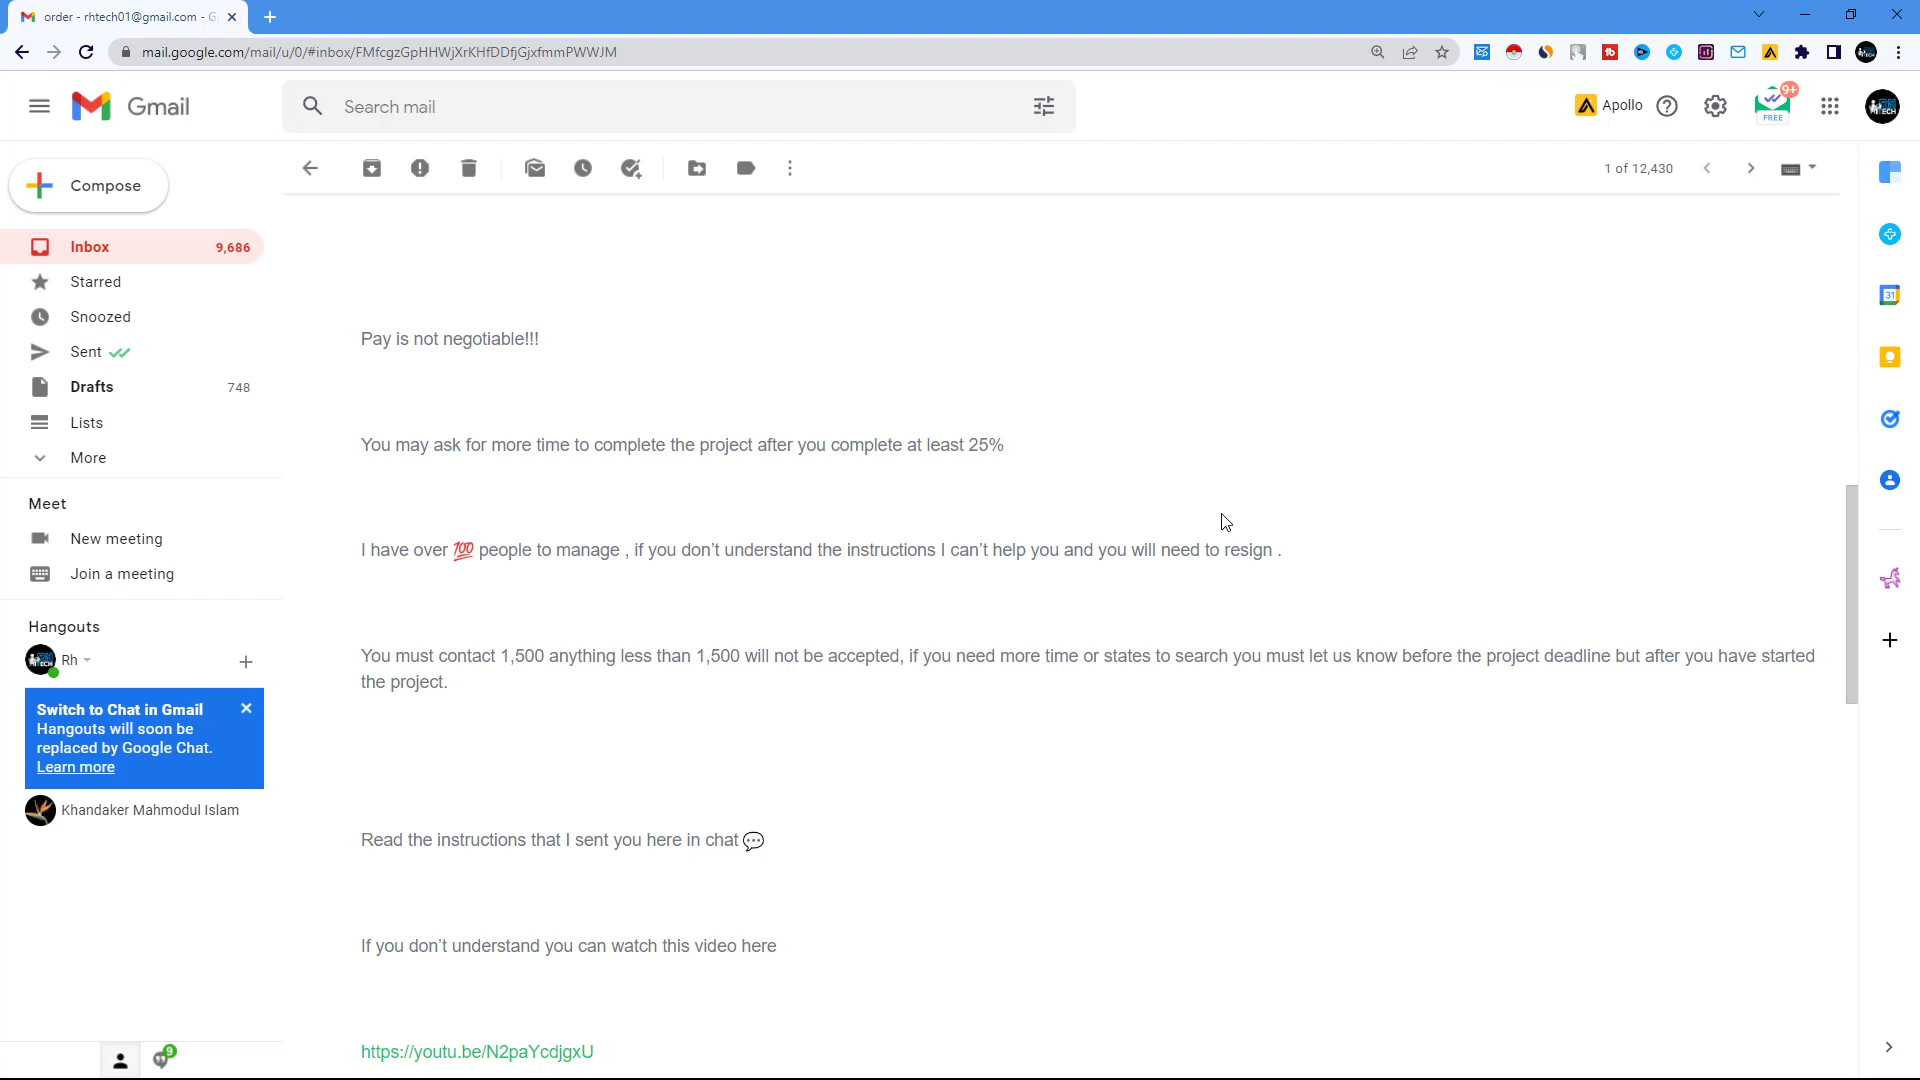 order - rhtech01@gmail.com - G
mail.google.com/mail/u/0/#inbox/FMfcgzGpHHWjXrKHfDDfjGjxfmmPWWJM
Gmail
Search mail
Apollo
9+
FREE
Compose
1 of 12,430
Inbox 9,686
Starred
Snoozed
Sent
Drafts 748
Lists
More
Meet
New meeting
Join a meeting
Hangouts
Rh
Switch to Chat in Gmail
Hangouts will soon be
replaced by Google Chat.
Learn more
Khandaker Mahmodul Islam
9
Pay is not negotiable!!!
You may ask for more time to complete the project after you complete at least 25%
I have over 💯 people to manage , if you don’t understand the instructions I can’t help you and you will need to resign .
You must contact 1,500 anything less than 1,500 will not be accepted, if you need more time or states to search you must let us know before the project deadline but after you have started
the project.
Read the instructions that I sent you here in chat 💬
If you don’t understand you can watch this video here
https://youtu.be/N2paYcdjgxU
31